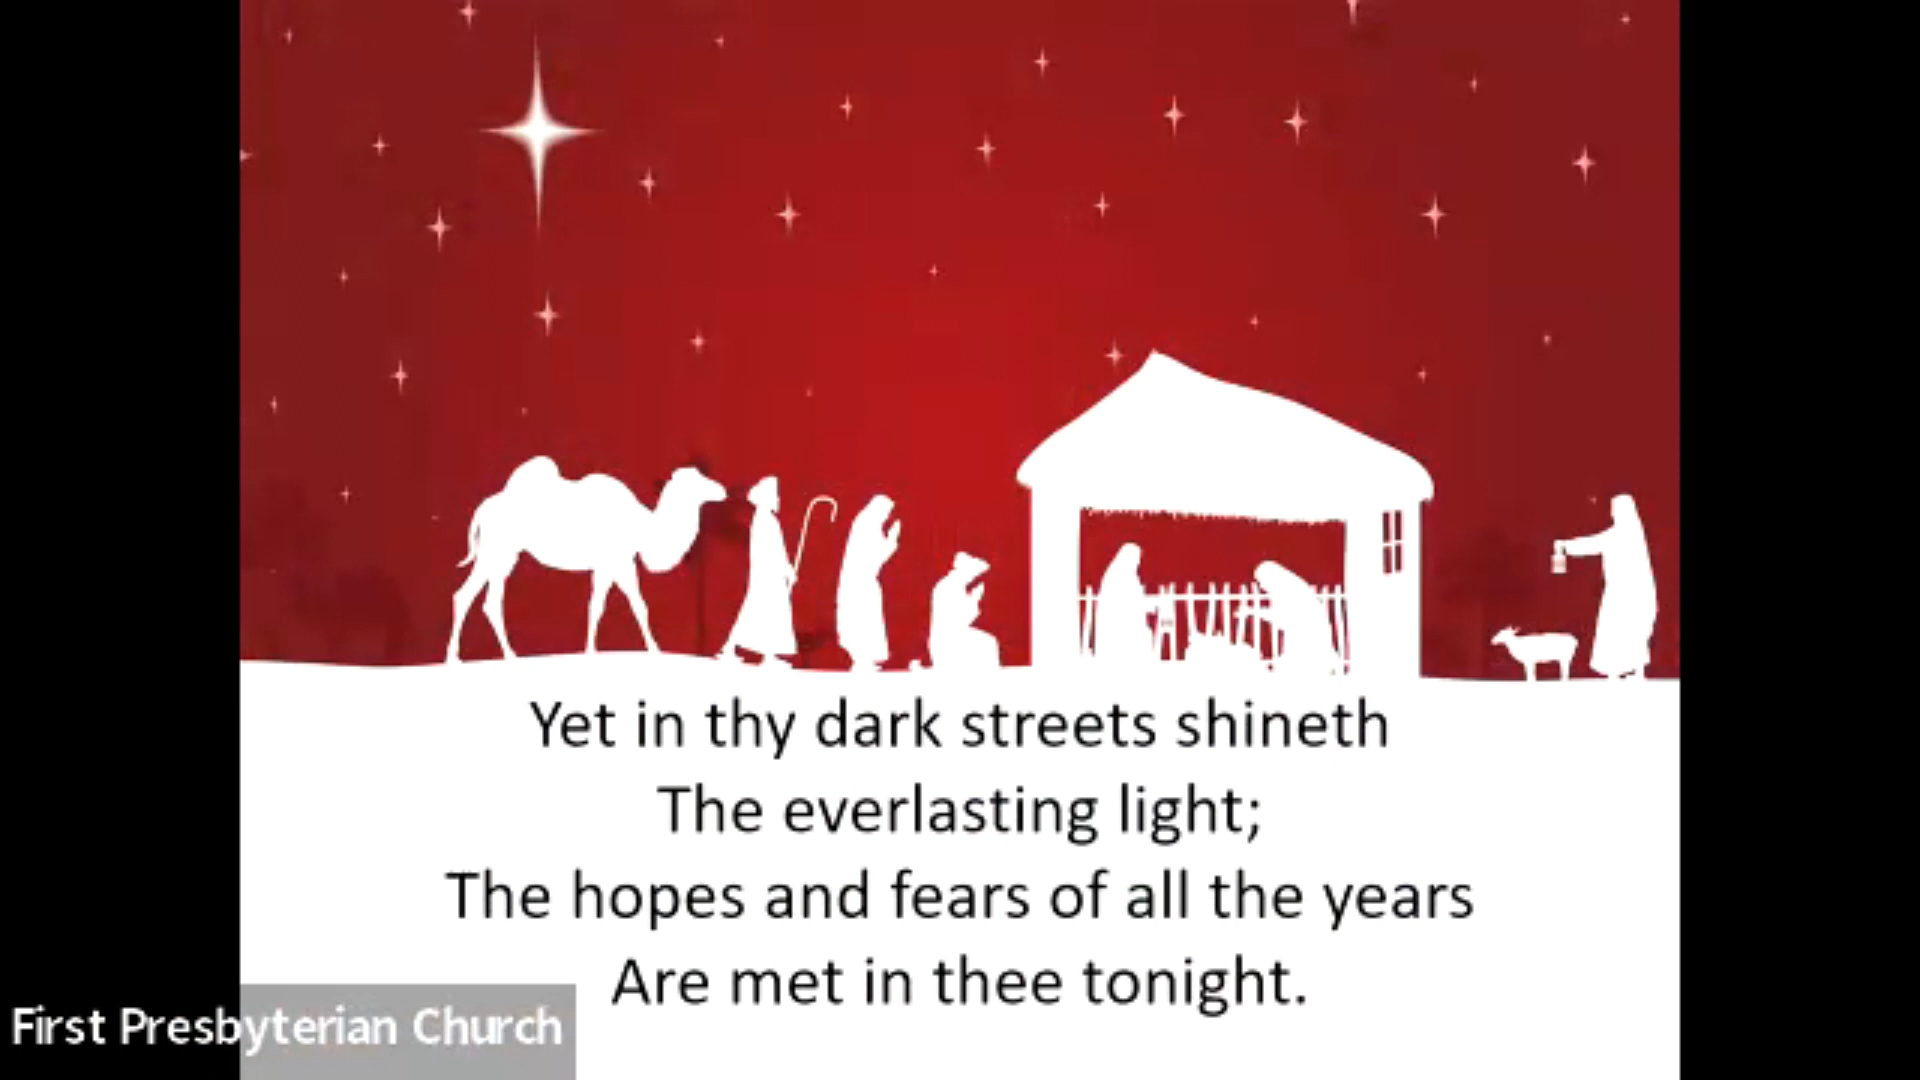 Yet in thy dark streets shineth
The everlasting light;
The hopes and fears of all the years
Are met in thee tonight.
First Presbyterian Church